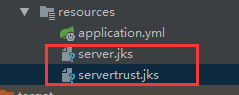 resources
application.yml
server.jks
servertrust.jks